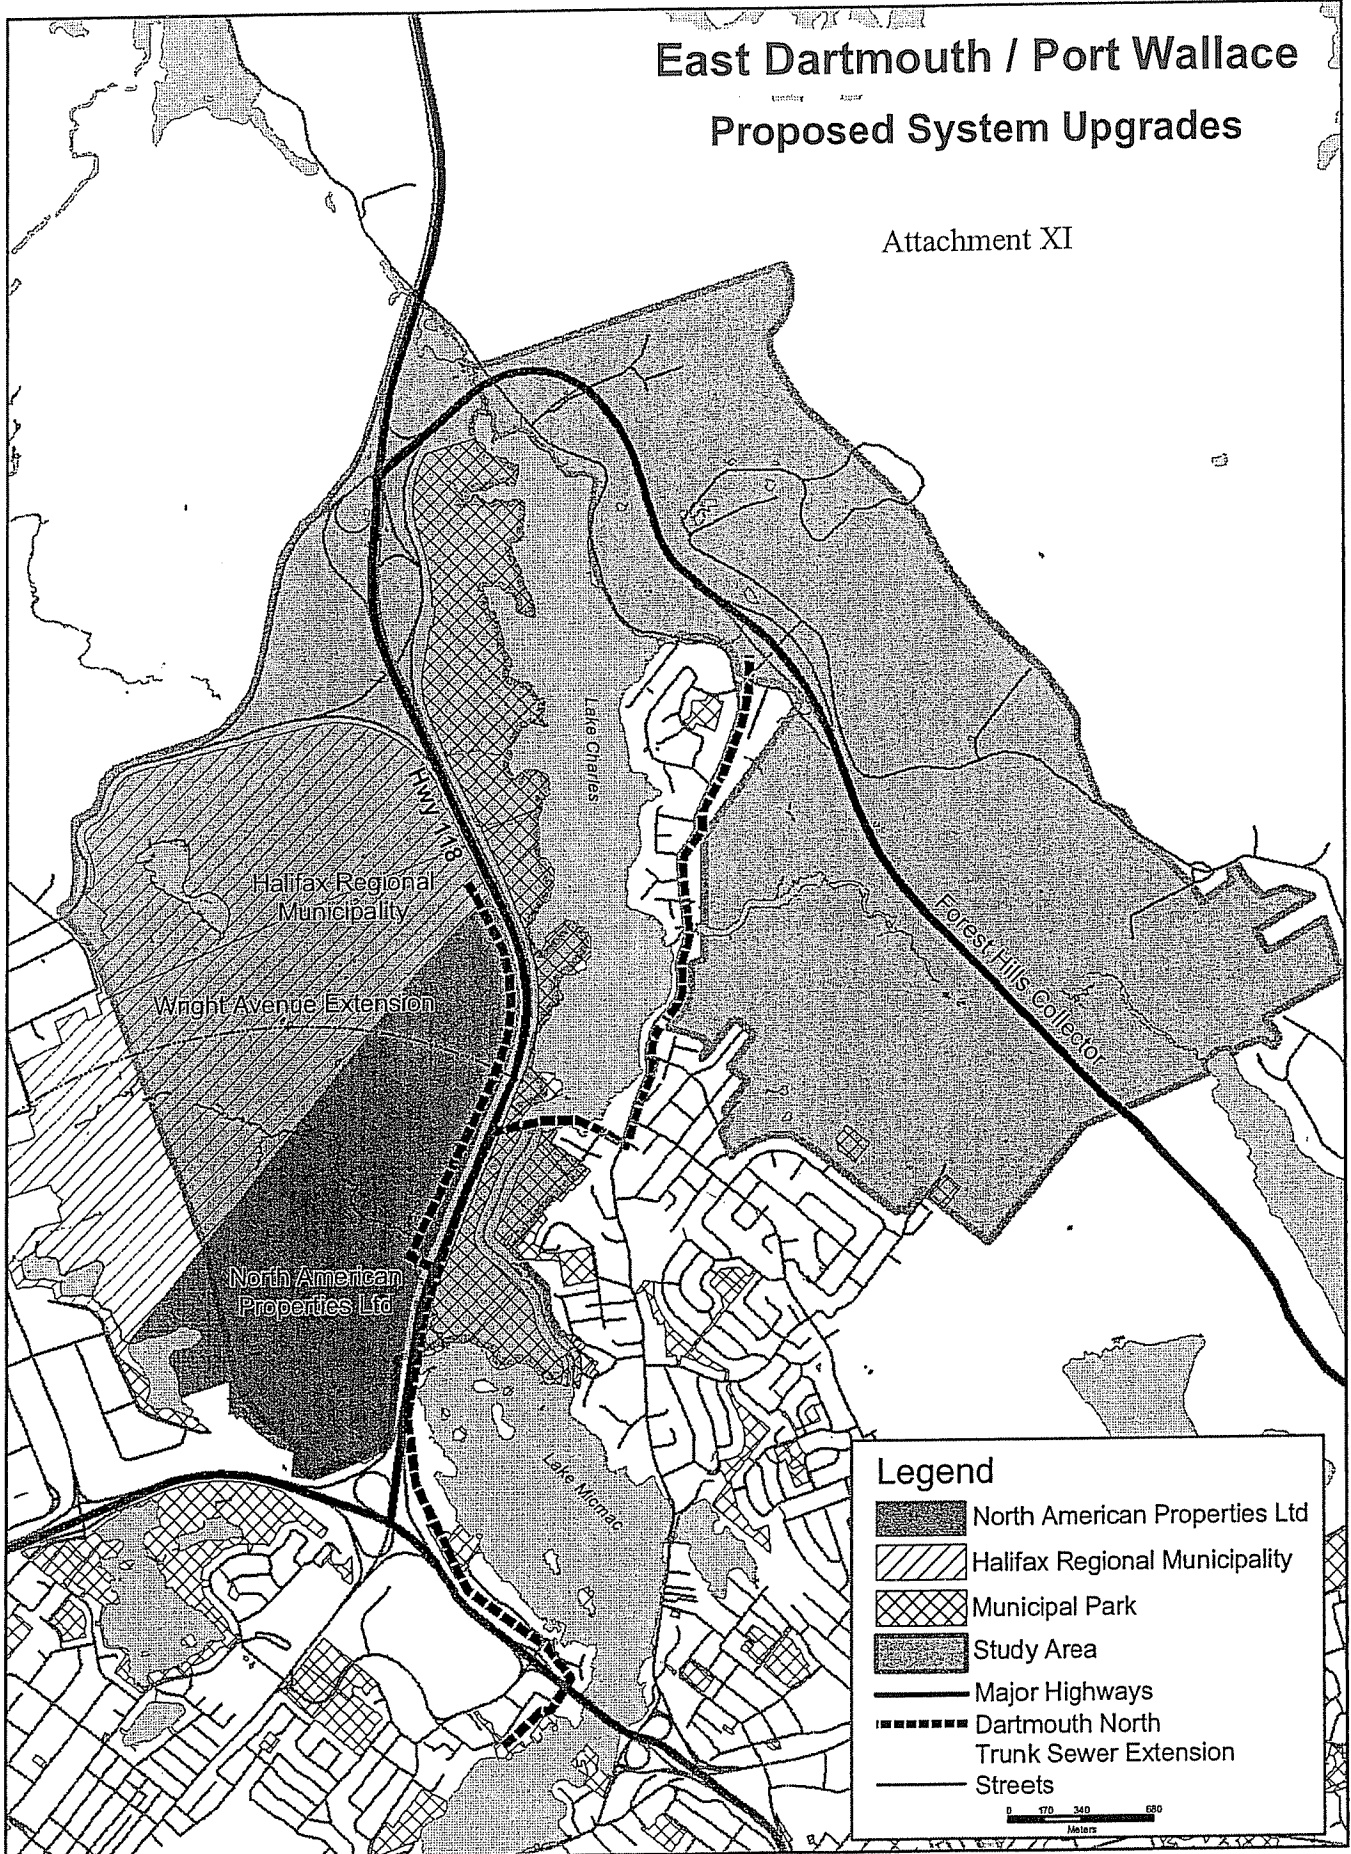 East Dartmouth / Port Wallace
Proposed System Upgrades
Attachment XI
Lake Charles
Hwy 118
Halifax Regional
Municipality
Wright Avenue Extension
Forest Hills Collector
North American
Properties Ltd
Lake Micmac
Legend
North American Properties Ltd
Halifax Regional Municipality
Municipal Park
Study Area
Major Highways
Dartmouth North
Trunk Sewer Extension
Streets
0 170 340 680
Meters